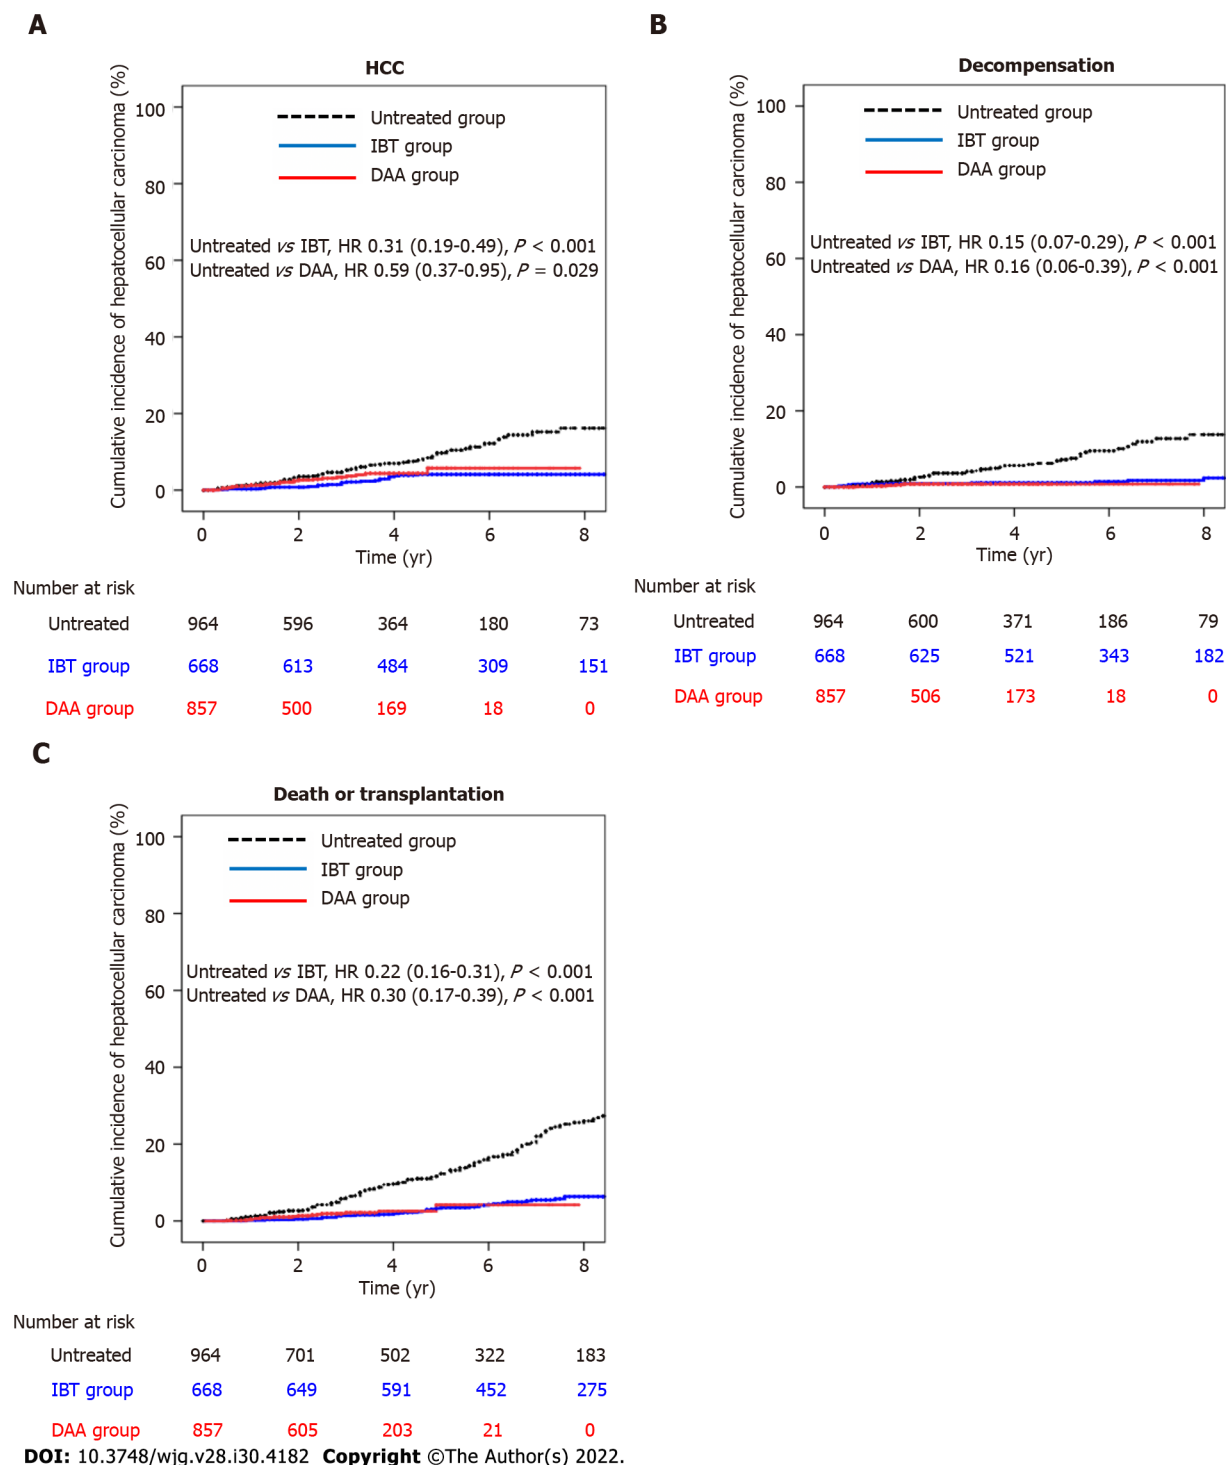 A
HCC
Cumulative incidence of hepatocellular carcinoma (%)
100
80
60
40
20
0
Untreated group
IBT group
DAA group
Untreated vs IBT, HR 0.31 (0.19-0.49), P < 0.001
Untreated vs DAA, HR 0.59 (0.37-0.95), P = 0.029
0 2 4 6 8
Time (yr)
Number at risk
Untreated 964 596 364 180 73
IBT group 668 613 484 309 151
DAA group 857 500 169 18 0
B
Decompensation
Cumulative incidence of hepatocellular carcinoma (%)
100
80
60
40
20
0
Untreated group
IBT group
DAA group
Untreated vs IBT, HR 0.15 (0.07-0.29), P < 0.001
Untreated vs DAA, HR 0.16 (0.06-0.39), P < 0.001
0 2 4 6 8
Time (yr)
Number at risk
Untreated 964 600 371 186 79
IBT group 668 625 521 343 182
DAA group 857 506 173 18 0
C
Death or transplantation
Cumulative incidence of hepatocellular carcinoma (%)
100
80
60
40
20
0
Untreated group
IBT group
DAA group
Untreated vs IBT, HR 0.22 (0.16-0.31), P < 0.001
Untreated vs DAA, HR 0.30 (0.17-0.39), P < 0.001
0 2 4 6 8
Time (yr)
Number at risk
Untreated 964 701 502 322 183
IBT group 668 649 591 452 275
DAA group 857 605 203 21 0
DOI: 10.3748/wjg.v28.i30.4182 Copyright ©The Author(s) 2022.